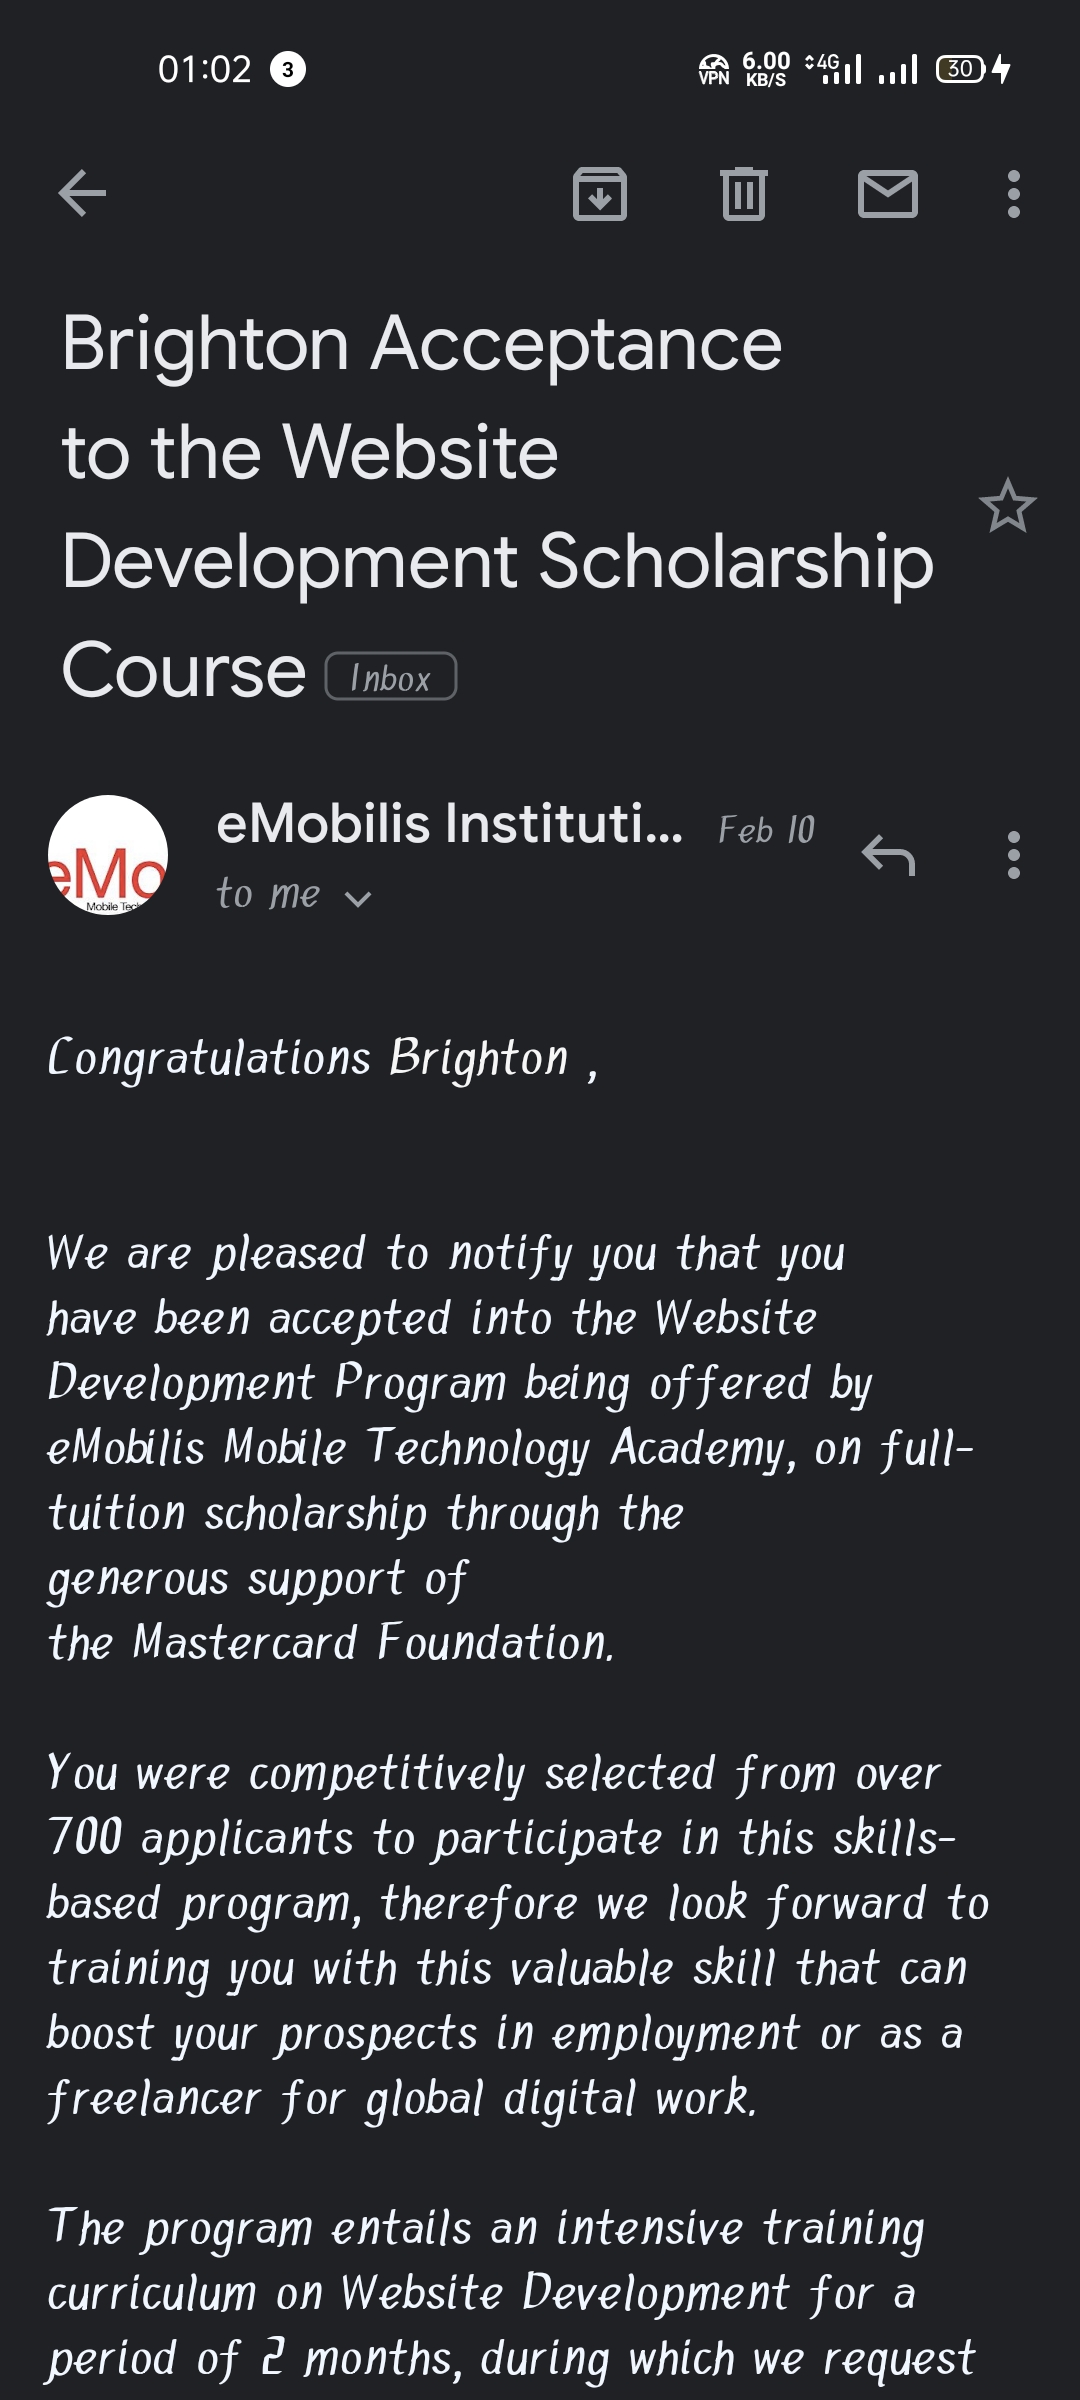 01:02 3 VPN 6.00 KB/S 4G 30
Brighton Acceptance
to the Website
Development Scholarship
Course Inbox
eMo
Mobile Tec
eMobilis Instituti... Feb 10
to me
Congratulations Brighton ,
We are pleased to notify you that you
have been accepted into the Website
Development Program being offered by
eMobilis Mobile Technology Academy, on full-
tuition scholarship through the
generous support of
the Mastercard Foundation.
You were competitively selected from over
700 applicants to participate in this skills-
based program, therefore we look forward to
training you with this valuable skill that can
boost your prospects in employment or as a
freelancer for global digital work.
The program entails an intensive training
curriculum on Website Development for a
period of 2 months, during which we request